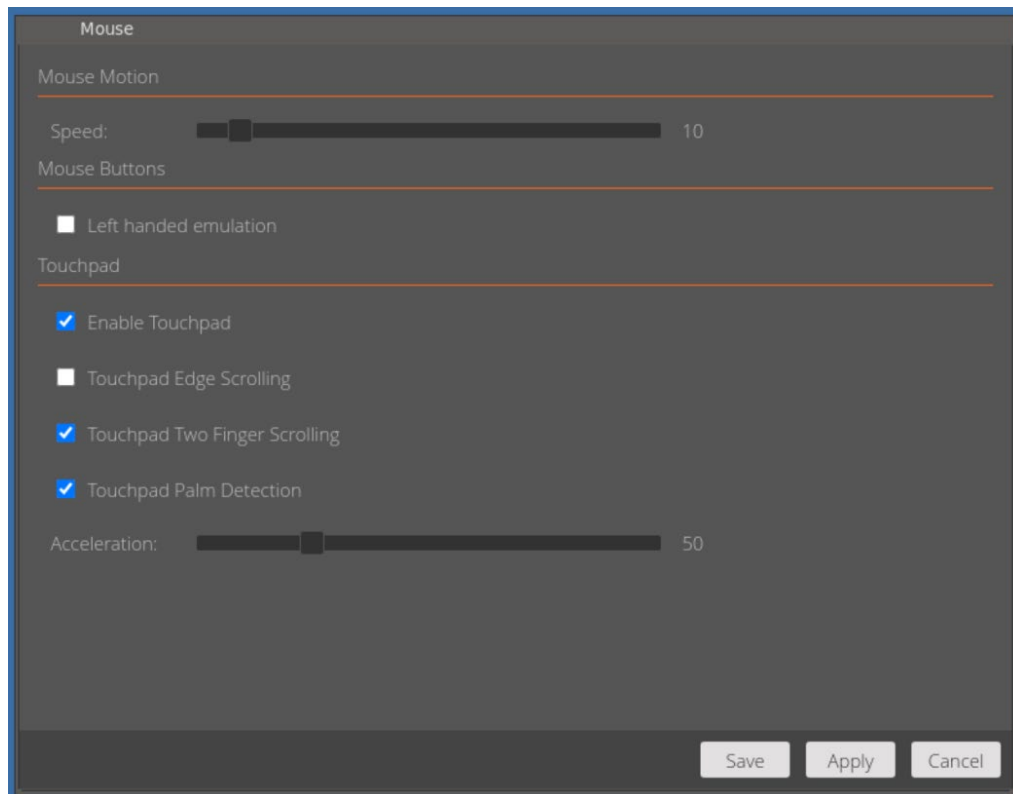 Mouse
Mouse Motion
Speed: 10
Mouse Buttons
Left handed emulation
Touchpad
Enable Touchpad
Touchpad Edge Scrolling
Touchpad Two Finger Scrolling
Touchpad Palm Detection
Acceleration: 50
Save Apply Cancel